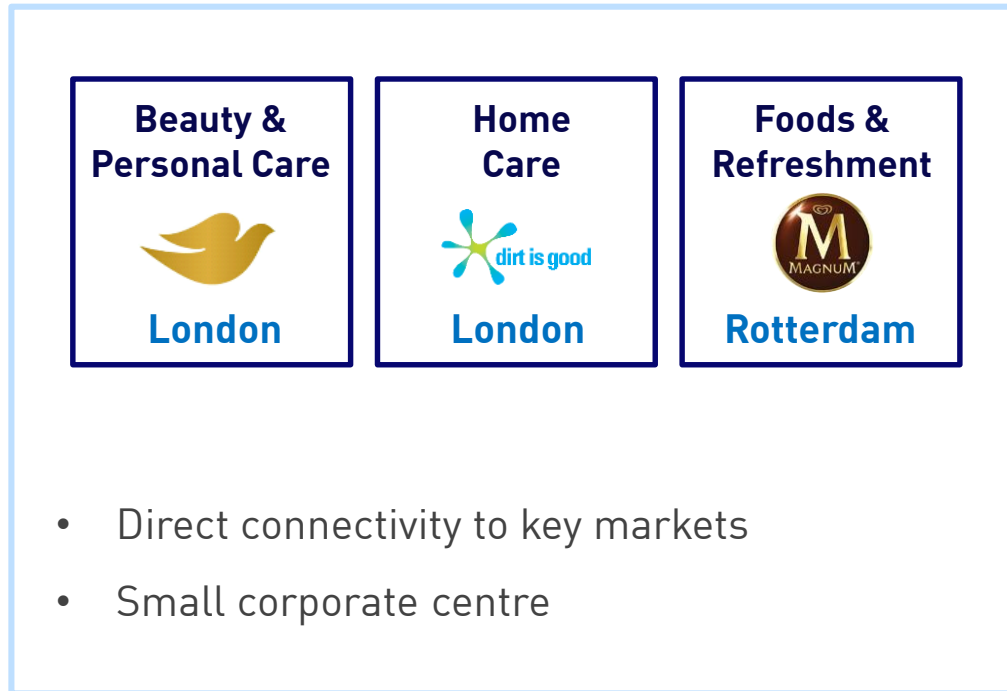 Beauty &
Personal Care
London
Home
Care
dirt is good
London
Foods &
Refreshment
M
MAGNUM
Rotterdam
• Direct connectivity to key markets
• Small corporate centre